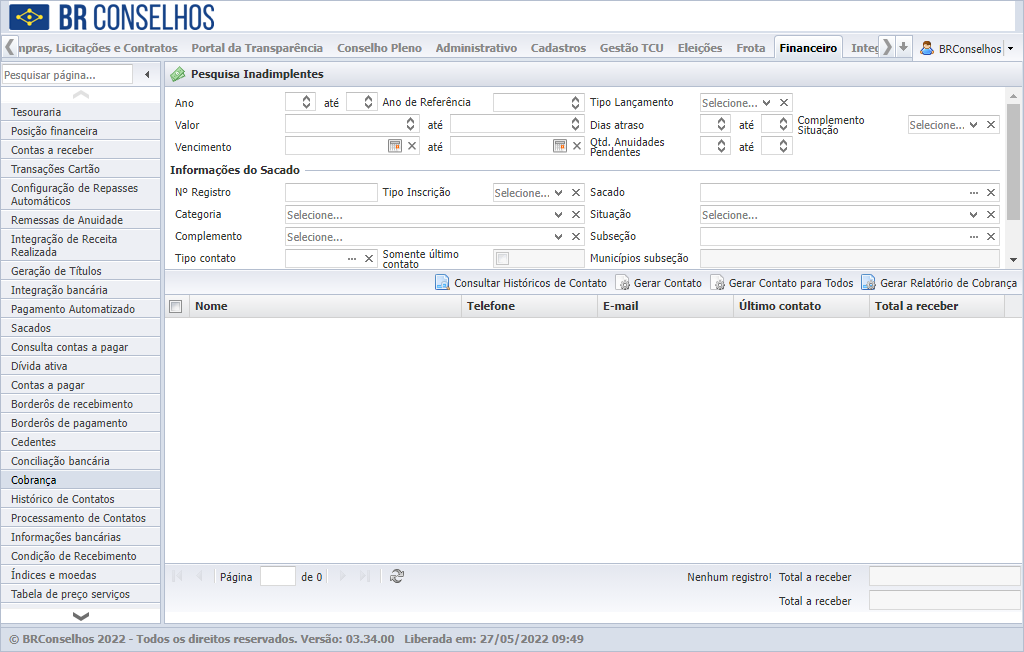 BR CONSELHOS
mpras, Licitações e Contratos Portal da Transparência Conselho Pleno Administrativo Cadastros Gestão TCU Eleições Frota Financeiro Integ BRConselhos
Pesquisar página...
Tesouraria
Posição financeira
Contas a receber
Transações Cartão
Configuração de Repasses
Automáticos
Remessas de Anuidade
Integração de Receita
Realizada
Geração de Títulos
Integração bancária
Pagamento Automatizado
Sacados
Consulta contas a pagar
Dívida ativa
Contas a pagar
Borderôs de recebimento
Borderôs de pagamento
Cedentes
Conciliação bancária
Cobrança
Histórico de Contatos
Processamento de Contatos
Informações bancárias
Condição de Recebimento
Índices e moedas
Tabela de preço serviços
Pesquisa Inadimplentes
Ano até Ano de Referência Tipo Lançamento Selecione...
Valor até Dias atraso até Complemento
Situação Selecione...
Vencimento até Qtd. Anuidades
Pendentes até
Informações do Sacado
Nº Registro Tipo Inscrição Selecione... Sacado ...
Categoria Selecione... Situação Selecione...
Complemento Selecione... Subseção ...
Tipo contato ... Somente último
contato Municípios subseção
Consultar Históricos de Contato Gerar Contato Gerar Contato para Todos Gerar Relatório de Cobrança
Nome Telefone E-mail Último contato Total a receber
Página de 0 Nenhum registro! Total a receber
Total a receber
© BRConselhos 2022 - Todos os direitos reservados. Versão: 03.34.00 Liberada em: 27/05/2022 09:49